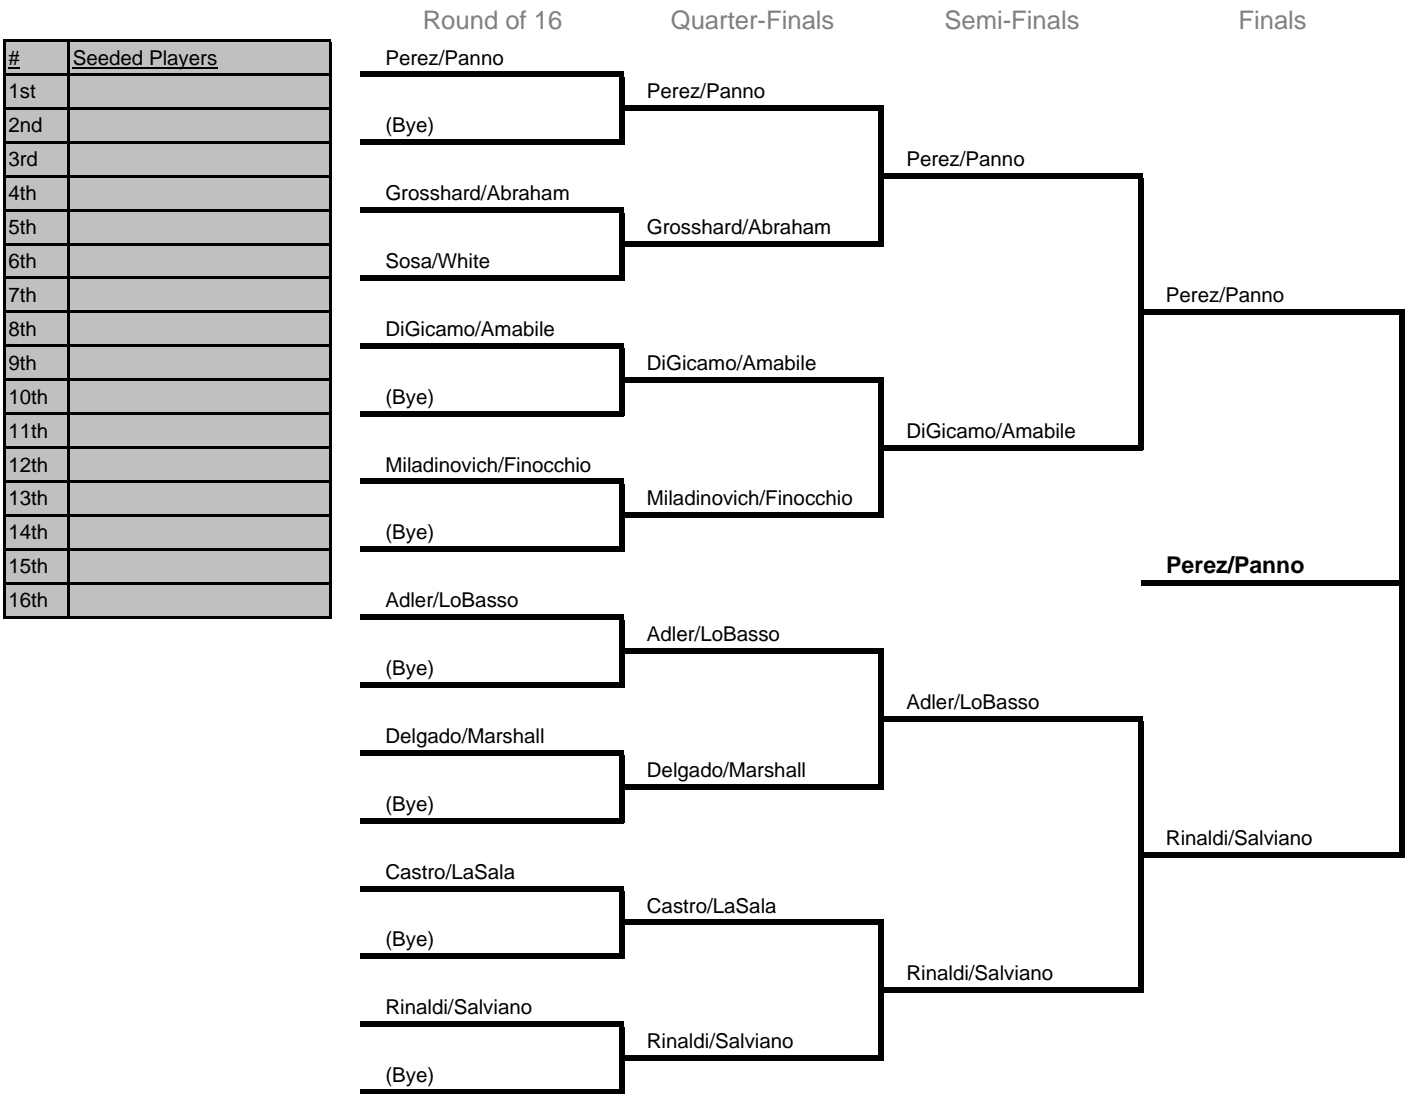 Round of 16 Quarter-Finals Semi-Finals Finals
# Seeded Players
1st
2nd
3rd
4th
5th
6th
7th
8th
9th
10th
11th
12th
13th
14th
15th
16th
Perez/Panno
(Bye)
Grosshard/Abraham
Sosa/White
DiGicamo/Amabile
(Bye)
Miladinovich/Finocchio
(Bye)
Adler/LoBasso
(Bye)
Delgado/Marshall
(Bye)
Castro/LaSala
(Bye)
Rinaldi/Salviano
(Bye)
Perez/Panno
Grosshard/Abraham
DiGicamo/Amabile
Miladinovich/Finocchio
Adler/LoBasso
Delgado/Marshall
Castro/LaSala
Rinaldi/Salviano
Perez/Panno
DiGicamo/Amabile
Adler/LoBasso
Rinaldi/Salviano
Perez/Panno
Perez/Panno
Rinaldi/Salviano